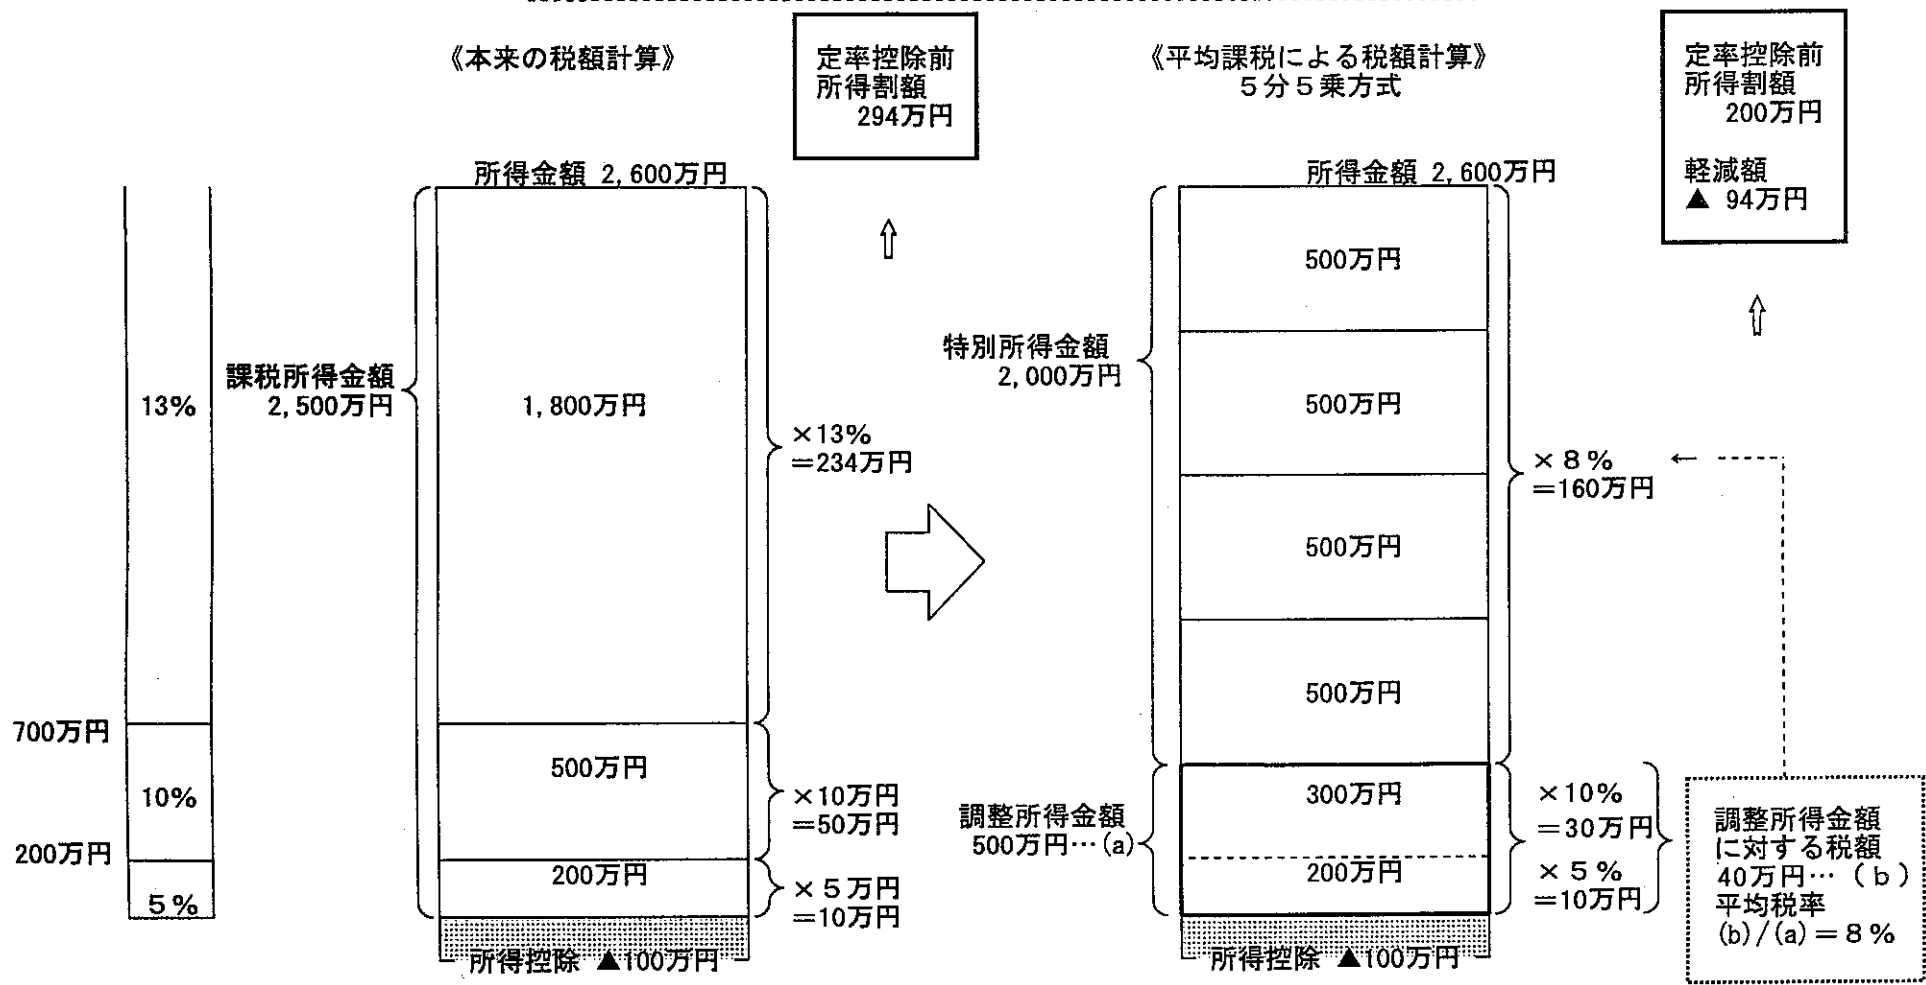 《本来の税額計算》
定率控除前
所得割額
294万円
所得金額 2,600万円
13%
700万円
10%
200万円
5%
課税所得金額
2,500万円
1,800万円
×13%
=234万円
500万円
×10万円
=50万円
200万円
×5万円
=10万円
所得控除 ▲100万円
《平均課税による税額計算》
5分5乗方式
定率控除前
所得割額
200万円
軽減額
▲ 94万円
所得金額 2,600万円
特別所得金額
2,000万円
500万円
500万円
500万円
500万円
×8%
=160万円
調整所得金額
500万円…(a)
300万円
×10%
=30万円
200万円
×5%
=10万円
所得控除 ▲100万円
調整所得金額
に対する税額
40万円…(b)
平均税率
(b)/(a)=8%